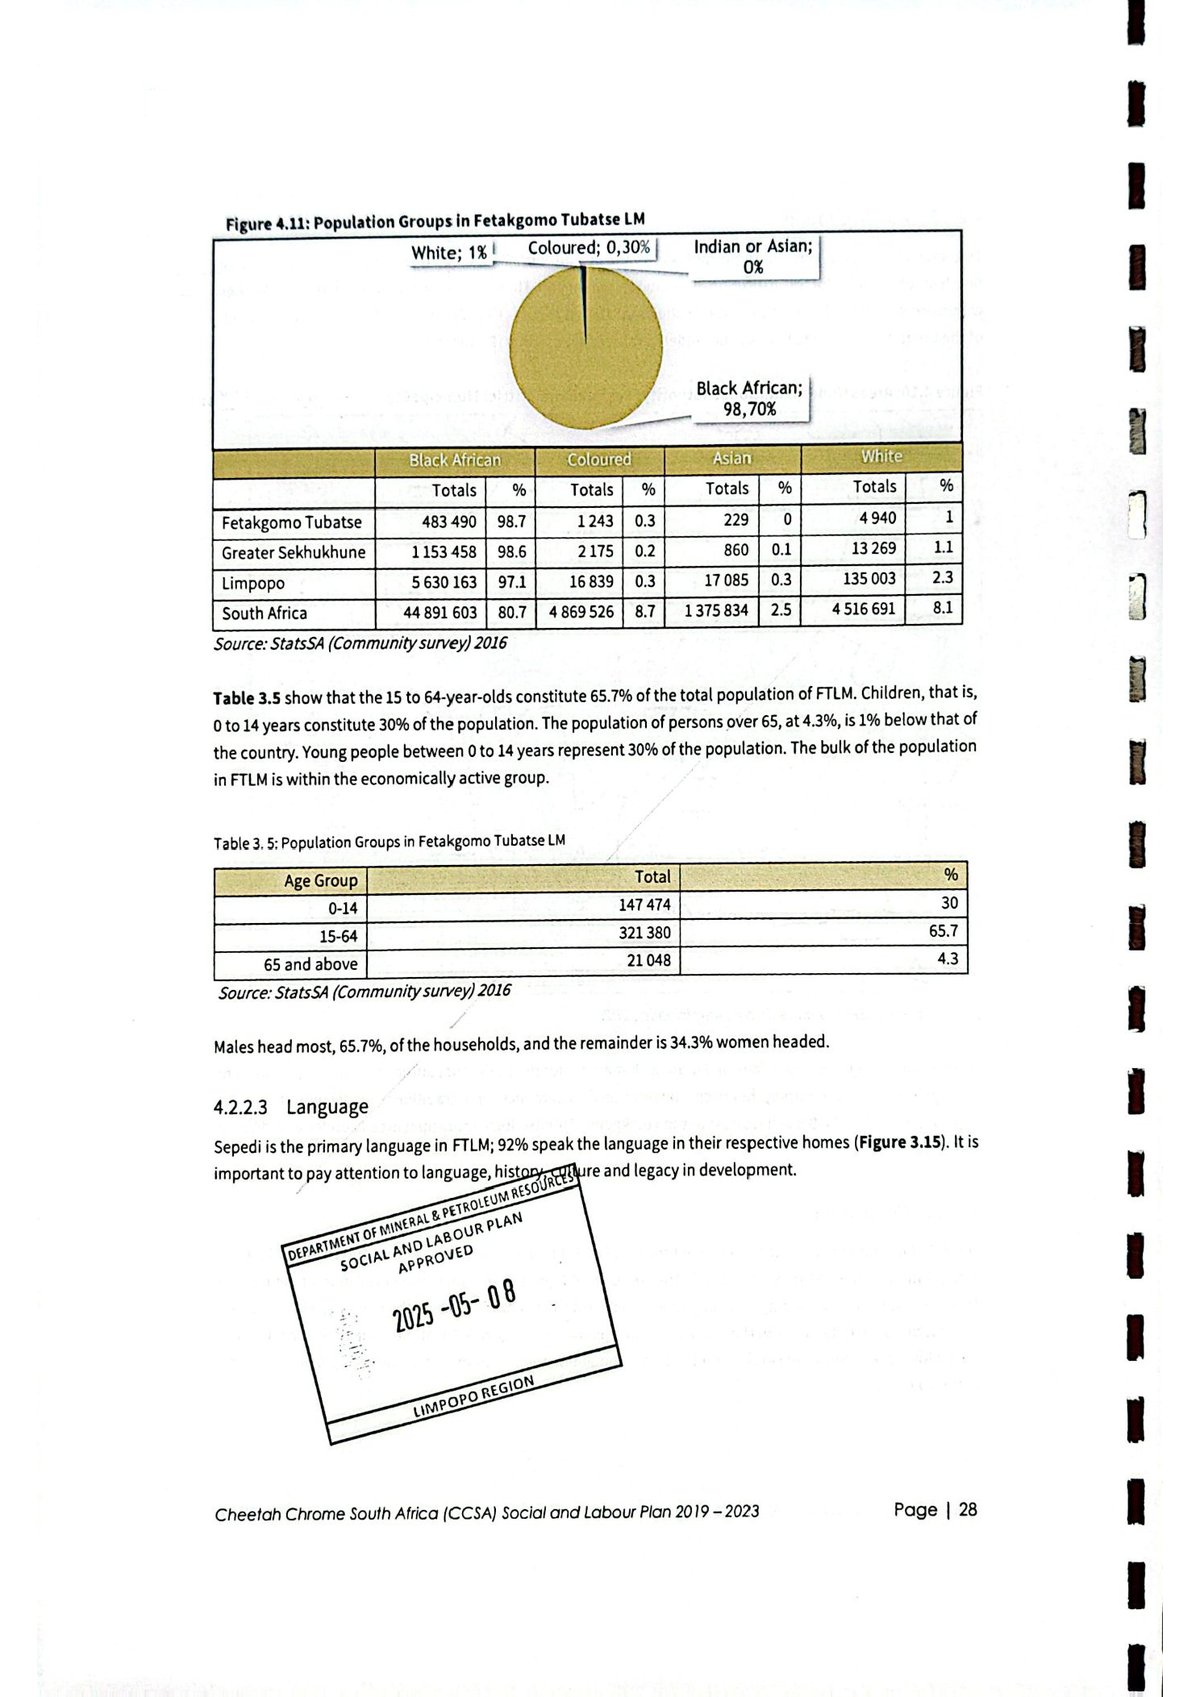 Figure 4.11: Population Groups in Fetakgomo Tubatse LM
White; 1%
Coloured; 0,30%
Indian or Asian;
0%
Black African;
98,70%
Black African Coloured Asian White
Totals % Totals % Totals % Totals %
Fetakgomo Tubatse 483 490 98.7 1 243 0.3 229 0 4 940 1
Greater Sekhukhune 1 153 458 98.6 2 175 0.2 860 0.1 13 269 1.1
Limpopo 5 630 163 97.1 16 839 0.3 17 085 0.3 135 003 2.3
South Africa 44 891 603 80.7 4 869 526 8.7 1 375 834 2.5 4 516 691 8.1
Source: StatsSA (Community survey) 2016
Table 3.5 show that the 15 to 64-year-olds constitute 65.7% of the total population of FTLM. Children, that is,
0 to 14 years constitute 30% of the population. The population of persons over 65, at 4.3%, is 1% below that of
the country. Young people between 0 to 14 years represent 30% of the population. The bulk of the population
in FTLM is within the economically active group.
Table 3. 5: Population Groups in Fetakgomo Tubatse LM
Age Group Total %
0-14 147 474 30
15-64 321 380 65.7
65 and above 21 048 4.3
Source: StatsSA (Community survey) 2016
Males head most, 65.7%, of the households, and the remainder is 34.3% women headed.
4.2.2.3 Language
Sepedi is the primary language in FTLM; 92% speak the language in their respective homes (Figure 3.15). It is
important to pay attention to language, history, culture and legacy in development.
DEPARTMENT OF MINERAL & PETROLEUM RESOURCES
SOCIAL AND LABOUR PLAN
APPROVED
2025 -05- 08
LIMPOPO REGION
Cheetah Chrome South Africa (CCSA) Social and Labour Plan 2019 – 2023
Page | 28